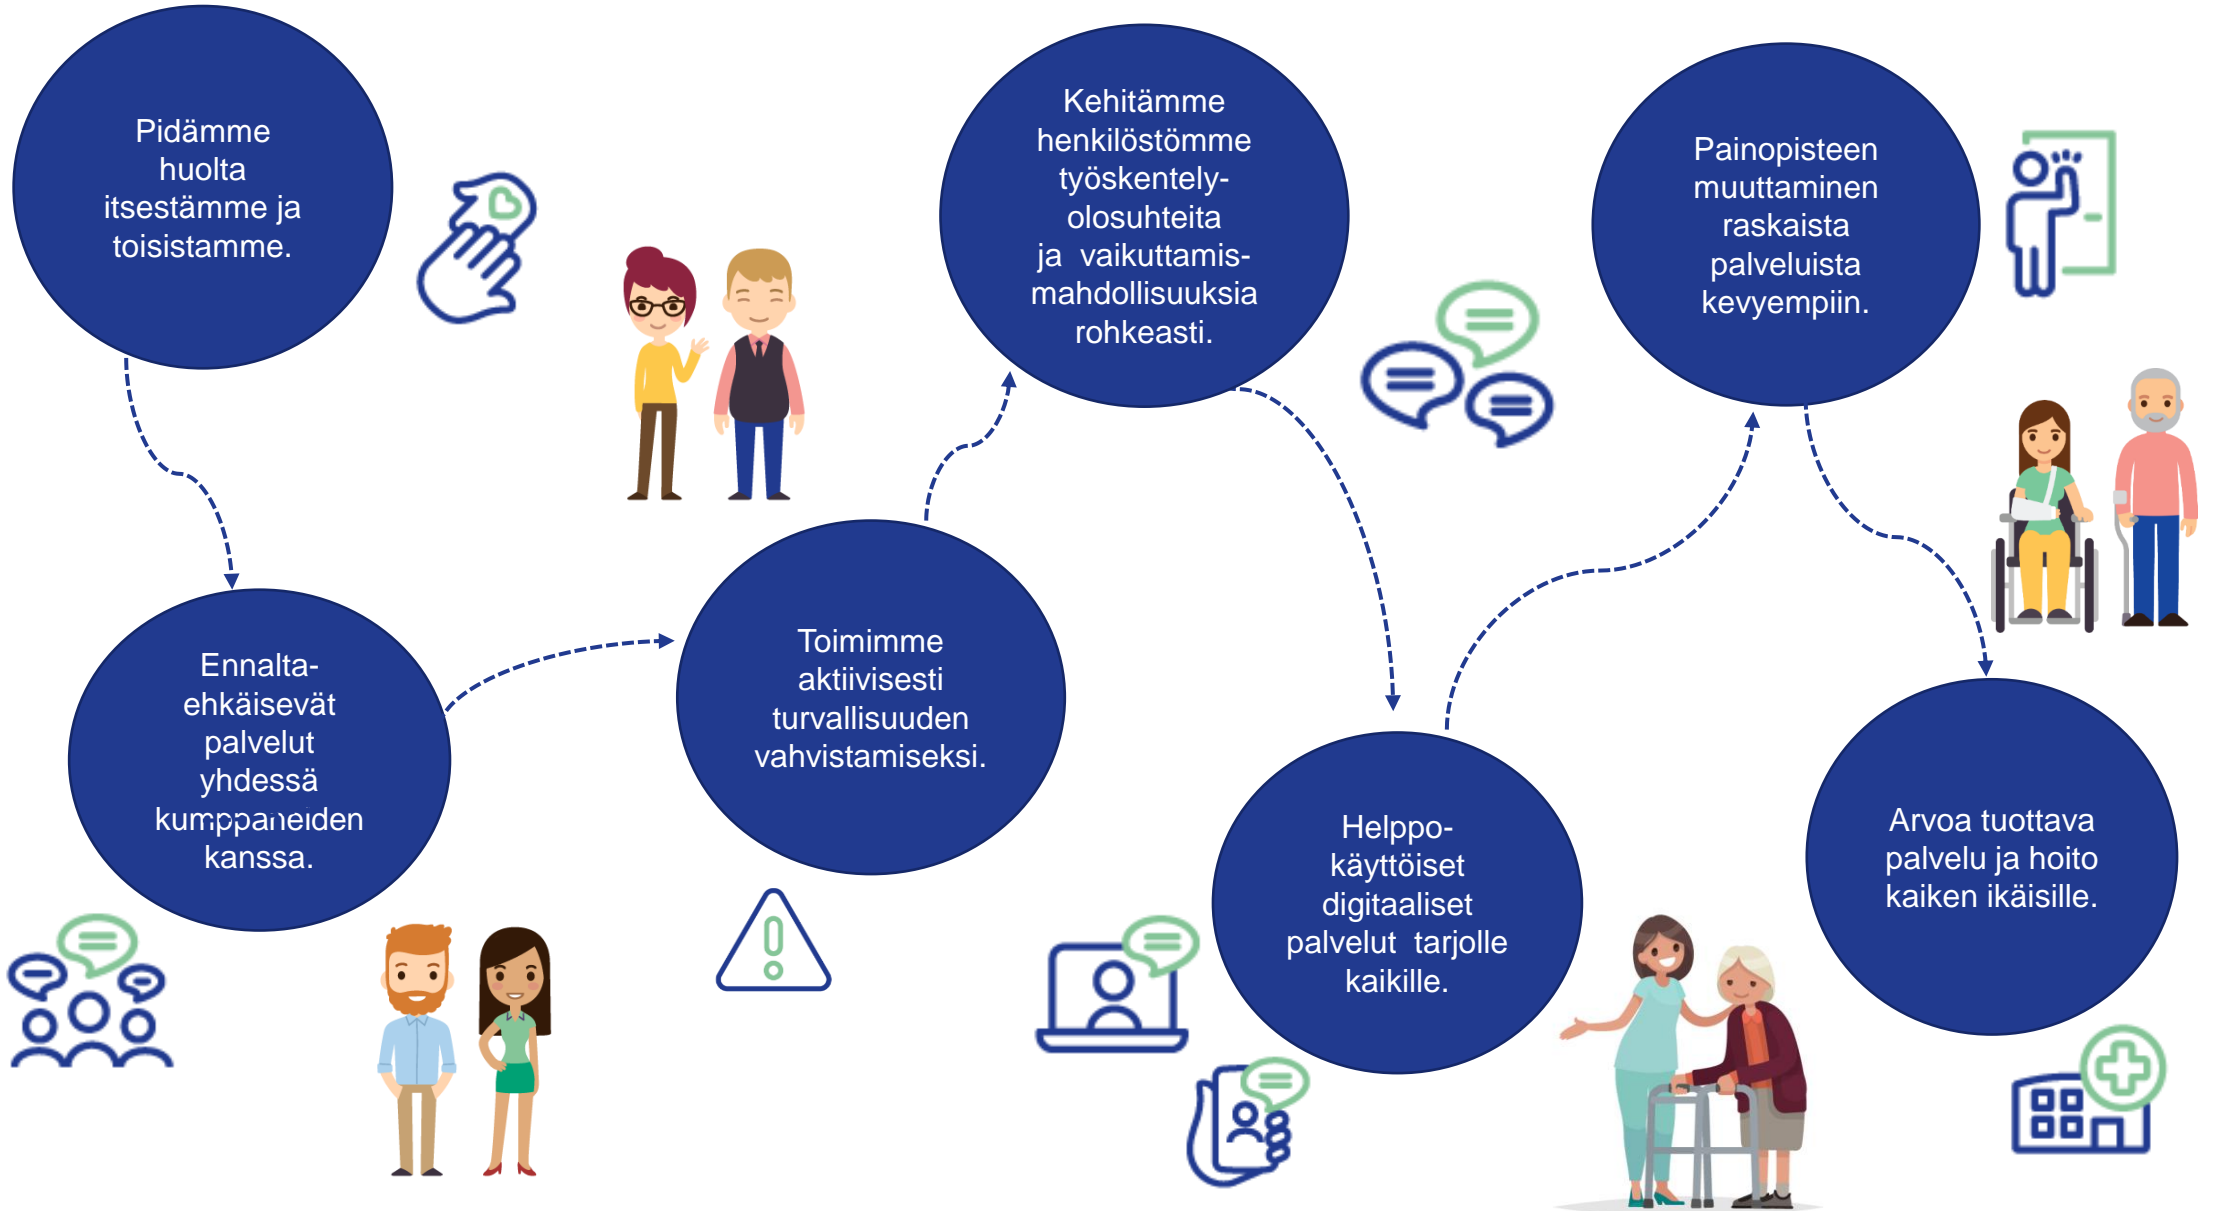 Pidämme
huolta
itsestämme ja
toisistamme.
Ennalta-
ehkäisevät
palvelut
yhdessä
kumppaneiden
kanssa.
Toimimme
aktiivisesti
turvallisuuden
vahvistamiseksi.
Kehitämme
henkilöstömme
työskentely-
olosuhteita
ja vaikuttamis-
mahdollisuuksia
rohkeasti.
Helppo-
käyttöiset
digitaaliset
palvelut tarjolle
kaikille.
Painopisteen
muuttaminen
raskaista
palveluista
kevyempiin.
Arvoa tuottava
palvelu ja hoito
kaiken ikäisille.